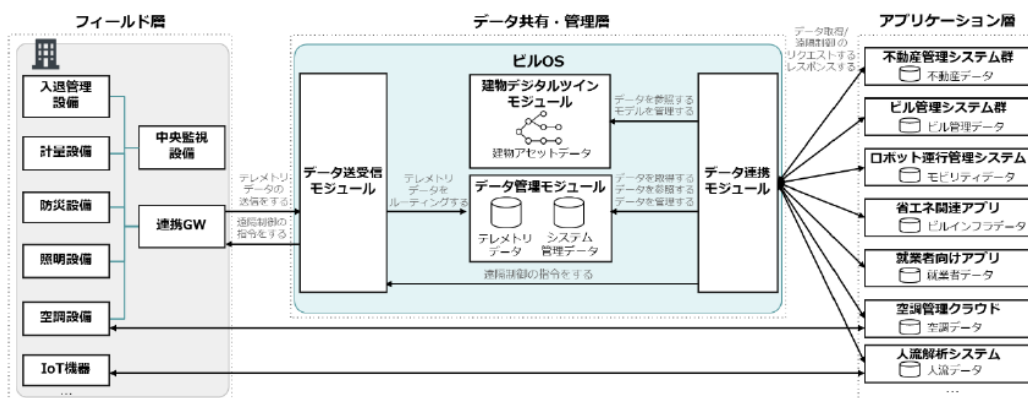 フィールド層
データ共有・管理層
アプリケーション層
入退管理
設備
計量設備
防災設備
照明設備
空調設備
IoT機器
…
中央監視
設備
連携GW
テレメトリ
データの
送信をする
遠隔制御の
指令をする
ビルOS
データ送受信
モジュール
テレメトリ
データを
ルーティングする
建物デジタルツイン
モジュール
建物アセットデータ
データ管理モジュール
テレメトリ
データ
システム
管理データ
データを参照する
モデルを管理する
データを取得する
データを参照する
データを管理する
遠隔制御の指令をする
データ連携
モジュール
データ取得/
遠隔制御の
リクエストする
レスポンスする
不動産管理システム群
不動産データ
ビル管理システム群
ビル管理データ
ロボット運行管理システム
モビリティデータ
省エネ関連アプリ
ビルインフラデータ
就業者向けアプリ
就業者データ
空調管理クラウド
空調データ
人流解析システム
人流データ
…